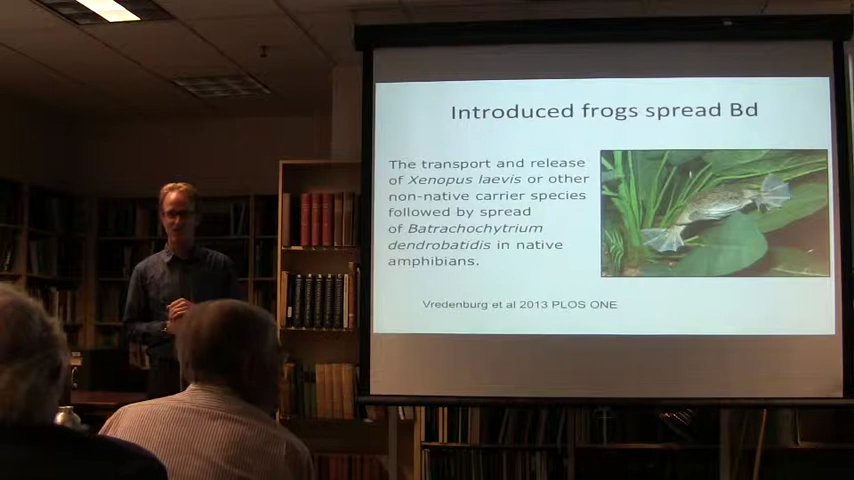 Introduced frogs spread Bd
The transport and release
of Xenopus laevis or other
non-native carrier species
followed by spread
of Batrachochytrium
dendrobatidis in native
amphibians.
Vredenburg et al 2013 PLOS ONE